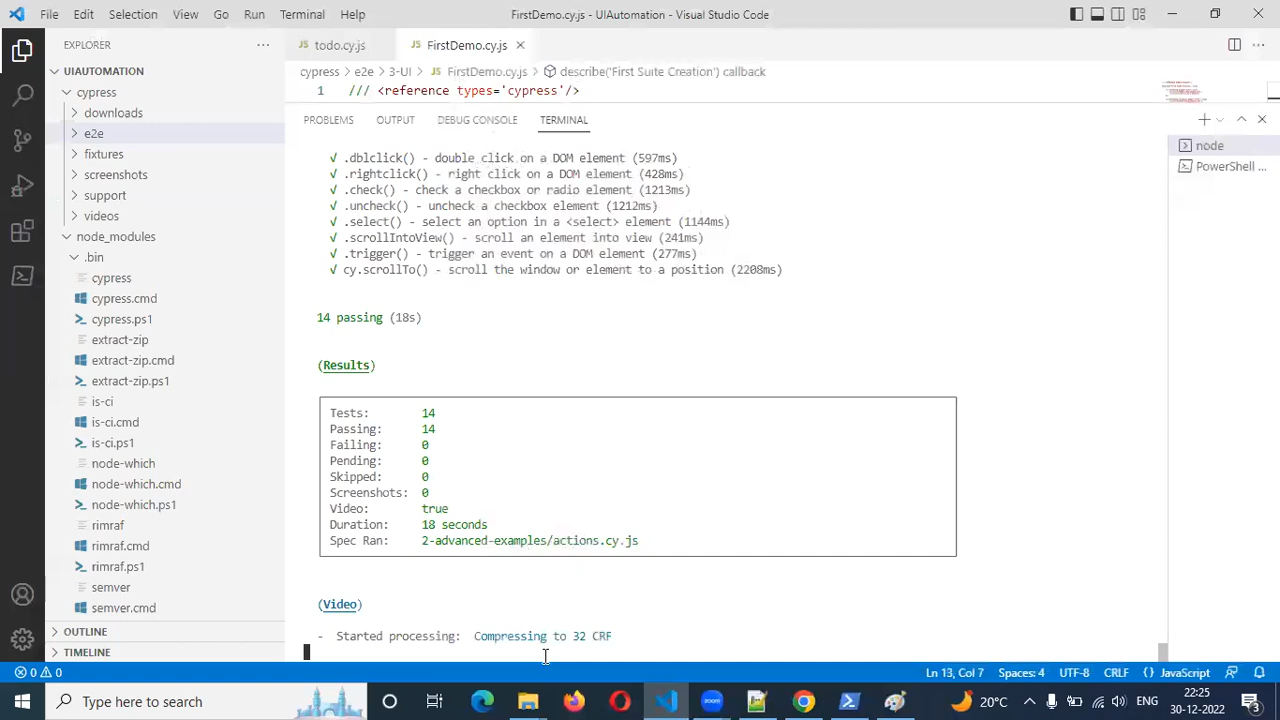 File Edit Selection View Go Run Terminal Help FirstDemo.cy.js - UIAutomation - Visual Studio Code
EXPLORER
todo.cy.js FirstDemo.cy.js
UIAUTOMATION
cypress > e2e > 3-UI > FirstDemo.cy.js > describe('First Suite Creation') callback
1 /// <reference types='cypress'/>
cypress
downloads
e2e
fixtures
screenshots
support
videos
node_modules
.bin
cypress
cypress.cmd
cypress.ps1
extract-zip
extract-zip.cmd
extract-zip.ps1
is-ci
is-ci.cmd
is-ci.ps1
node-which
node-which.cmd
node-which.ps1
rimraf
rimraf.cmd
rimraf.ps1
semver
semver.cmd
OUTLINE
TIMELINE
PROBLEMS OUTPUT DEBUG CONSOLE TERMINAL
node
PowerShell ...
√ .dblclick() - double click on a DOM element (597ms)
√ .rightclick() - right click on a DOM element (428ms)
√ .check() - check a checkbox or radio element (1213ms)
√ .uncheck() - uncheck a checkbox element (1212ms)
√ .select() - select an option in a <select> element (1144ms)
√ .scrollIntoView() - scroll an element into view (241ms)
√ .trigger() - trigger an event on a DOM element (277ms)
√ cy.scrollTo() - scroll the window or element to a position (2208ms)
14 passing (18s)
(Results)
Tests: 14
Passing: 14
Failing: 0
Pending: 0
Skipped: 0
Screenshots: 0
Video: true
Duration: 18 seconds
Spec Ran: 2-advanced-examples/actions.cy.js
(Video)
- Started processing: Compressing to 32 CRF
0 0 Ln 13, Col 7 Spaces: 4 UTF-8 CRLF {} JavaScript
Type here to search
zoom
20°C
ENG
22:25
30-12-2022
3